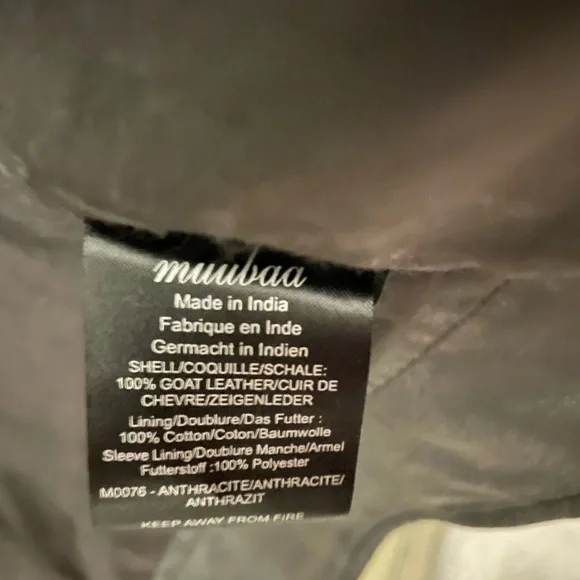 muubaa
Made in India
Fabrique en Inde
Germacht in Indien
SHELL/COQUILLE/SCHALE:
100% GOAT LEATHER/CUIR DE
CHEVRE/ZEIGENLEDER
Lining/Doublure/Das Futter :
100% Cotton/Coton/Baumwolle
Sleeve Lining/Doublure Manche/Armel
Futterstoff :100% Polyester
M0076 - ANTHRACITE/ANTHRACITE/
ANTHRAZIT
KEEP AWAY FROM FIRE